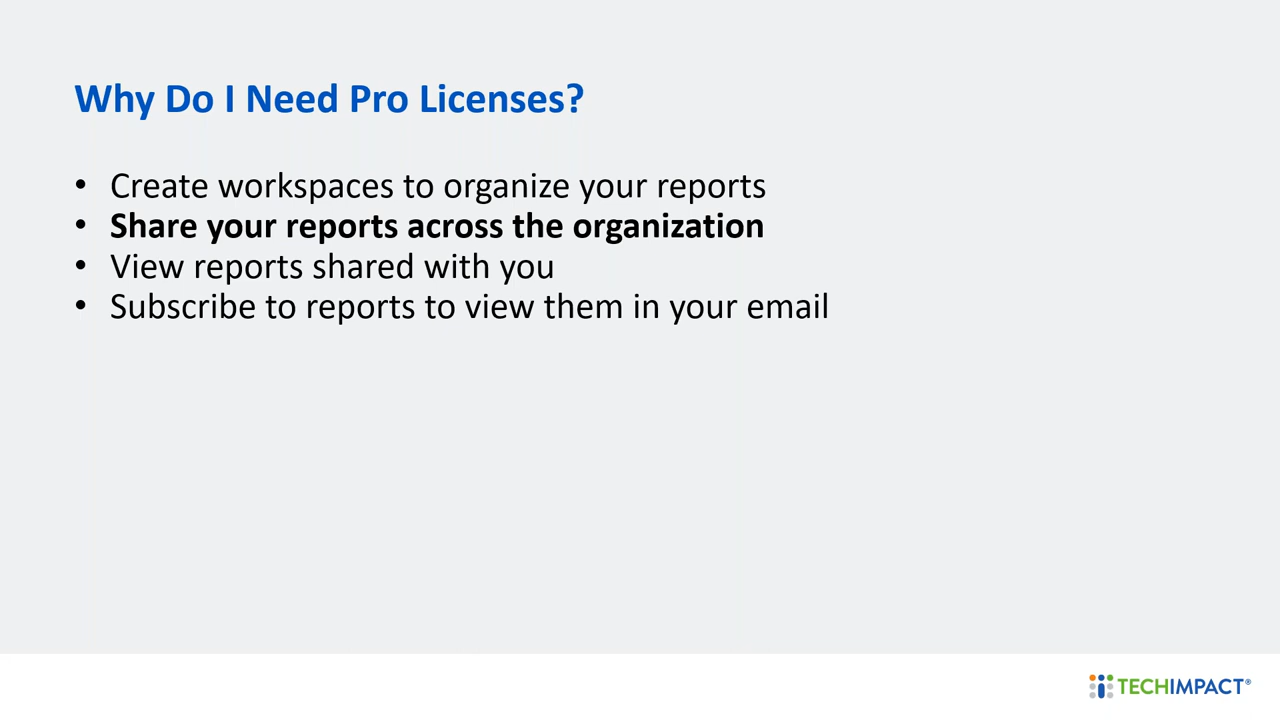 Why Do I Need Pro Licenses?
• Create workspaces to organize your reports
• Share your reports across the organization
• View reports shared with you
• Subscribe to reports to view them in your email
TECHIMPACT®